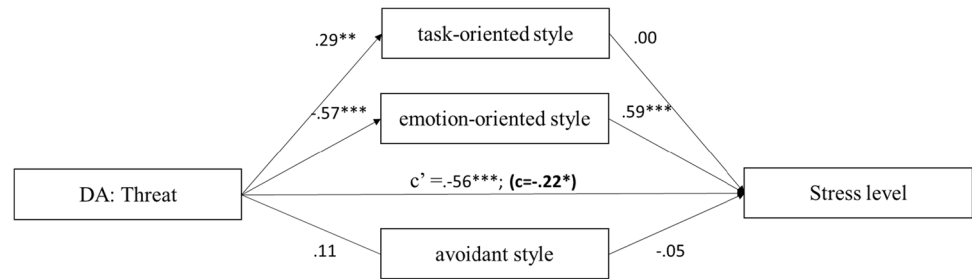 task-oriented style
.29**
.00
emotion-oriented style
-.57***
.59***
DA: Threat
c’ =.-56***; (c=-.22*)
Stress level
avoidant style
.11
-.05